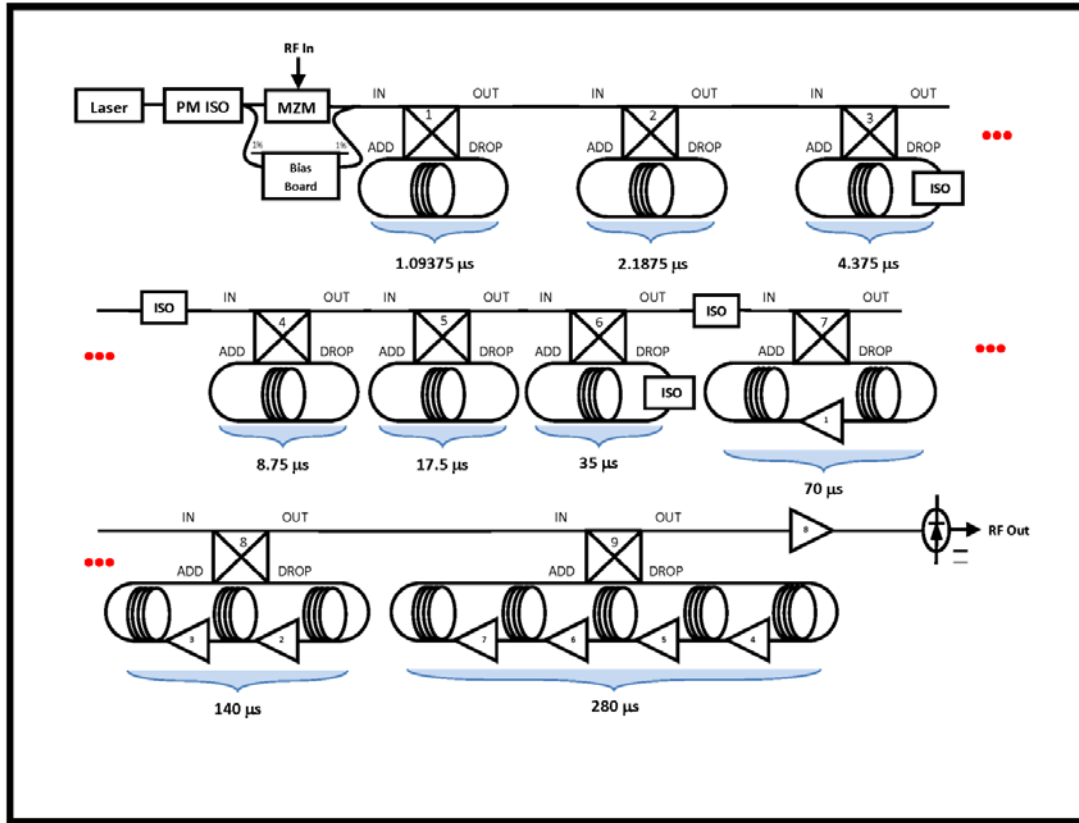 RF In
Laser
PM ISO
MZM
1%
1%
Bias
Board
IN
OUT
1
ADD
DROP
1.09375 µs
IN
OUT
2
ADD
DROP
2.1875 µs
IN
OUT
3
ADD
DROP
ISO
4.375 µs
ISO
IN
OUT
4
ADD
DROP
8.75 µs
IN
OUT
5
ADD
DROP
17.5 µs
IN
OUT
6
ADD
DROP
ISO
35 µs
ISO
IN
OUT
7
ADD
DROP
1
70 µs
IN
OUT
8
ADD
DROP
3
2
140 µs
IN
OUT
9
ADD
DROP
7
6
5
4
280 µs
8
RF Out